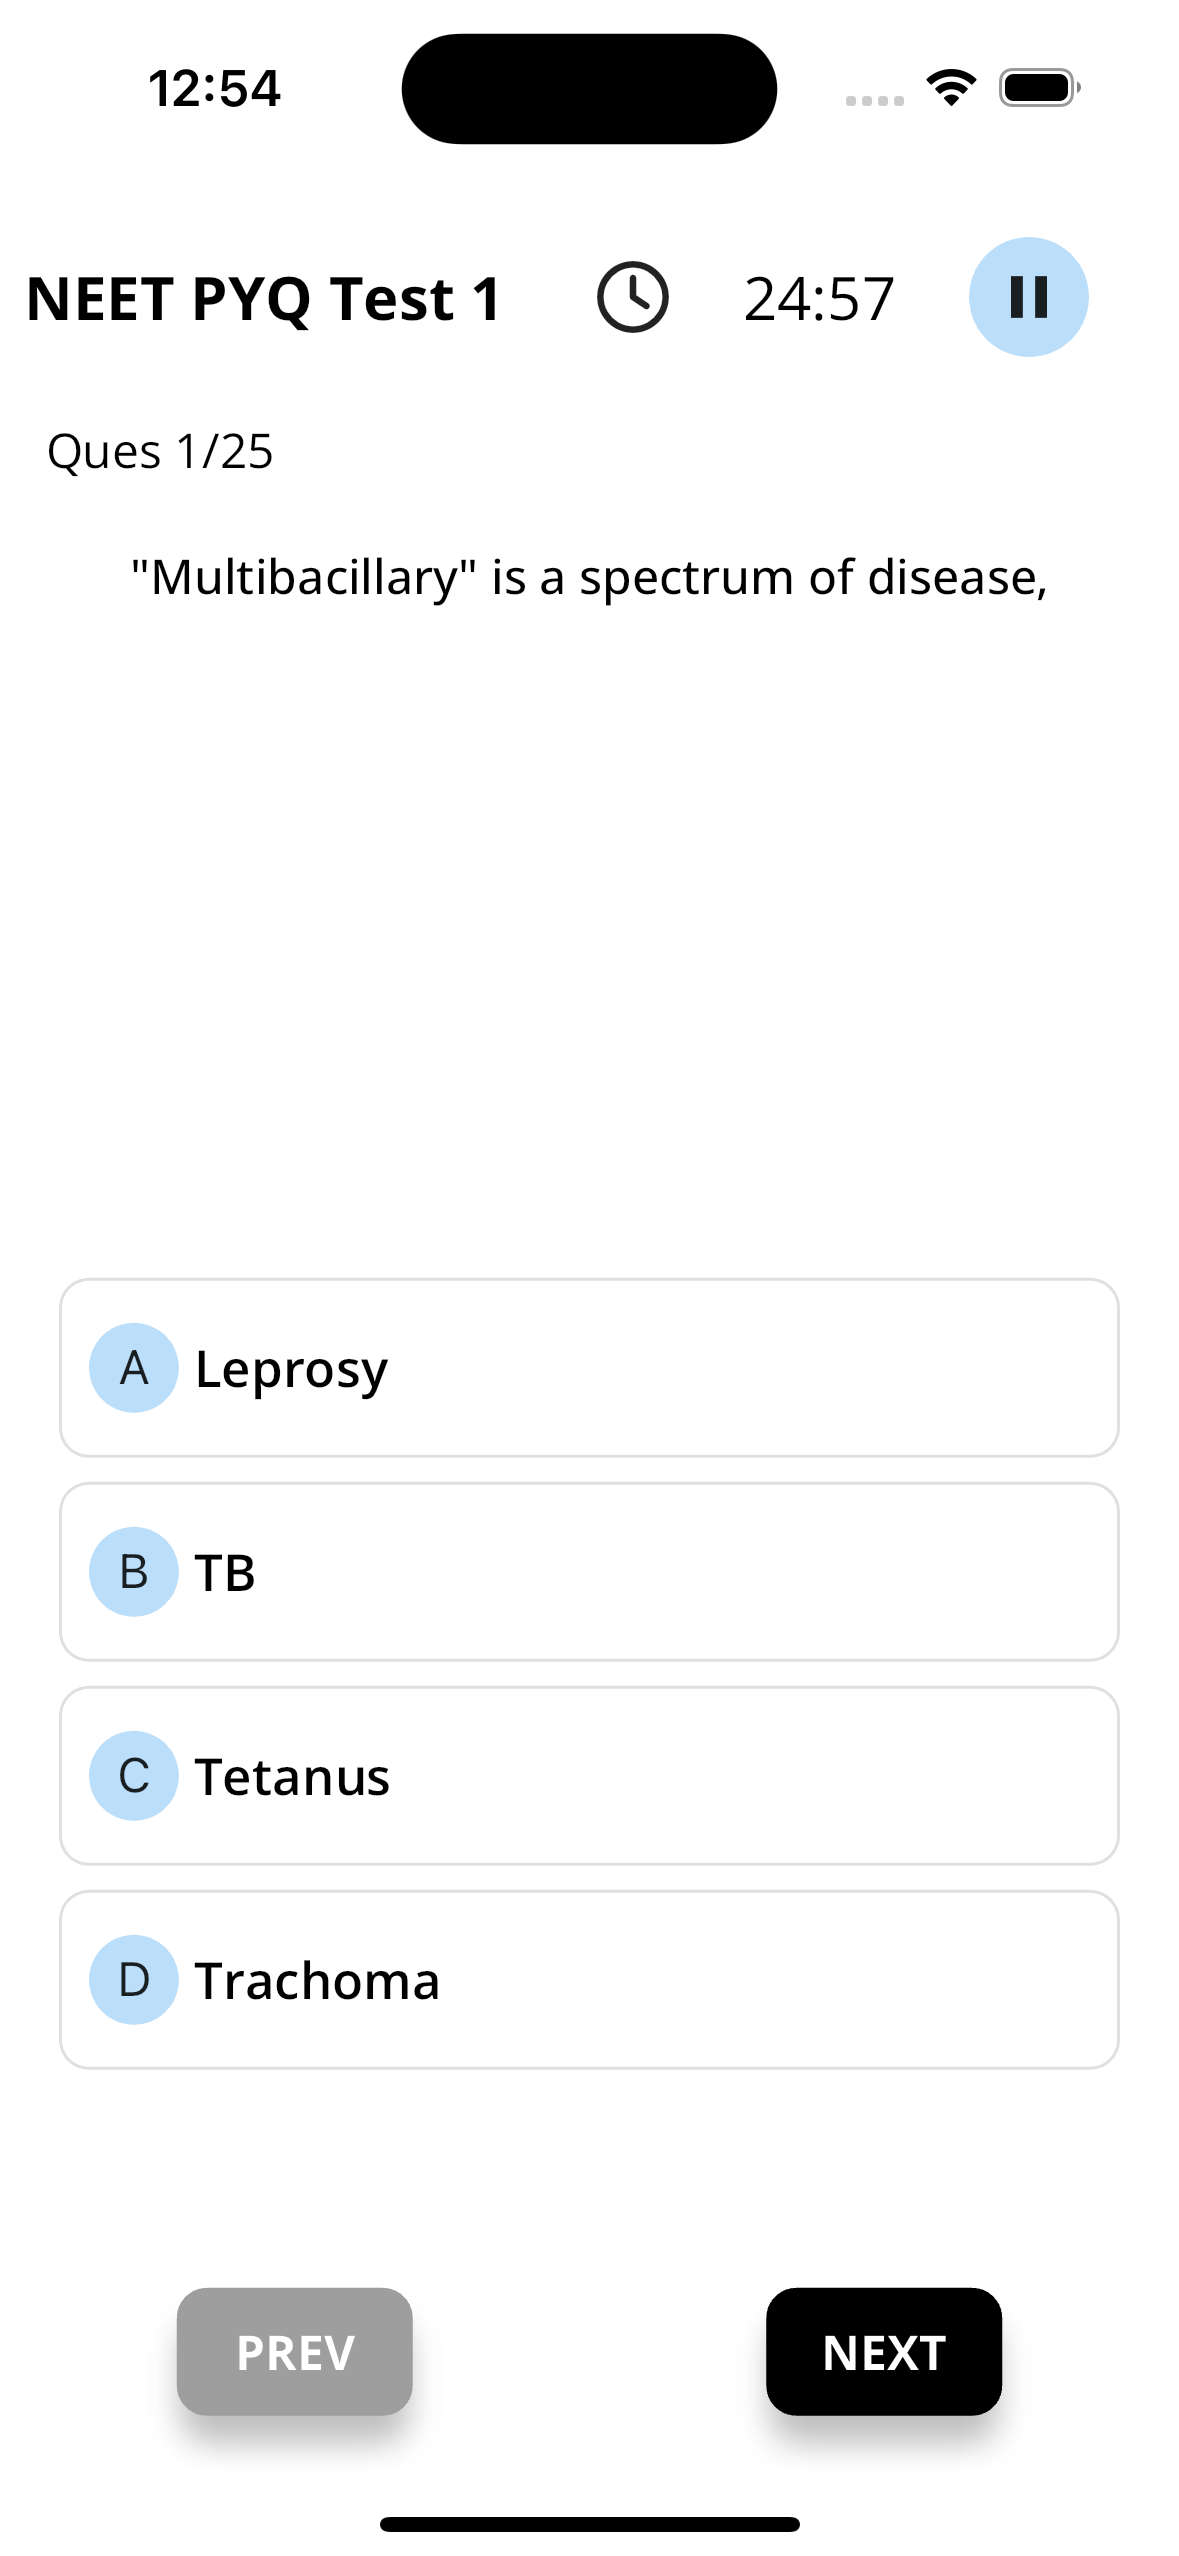 12:54
NEET PYQ Test 1 24:57
Ques 1/25
"Multibacillary" is a spectrum of disease,
A Leprosy
B TB
C Tetanus
D Trachoma
PREV NEXT